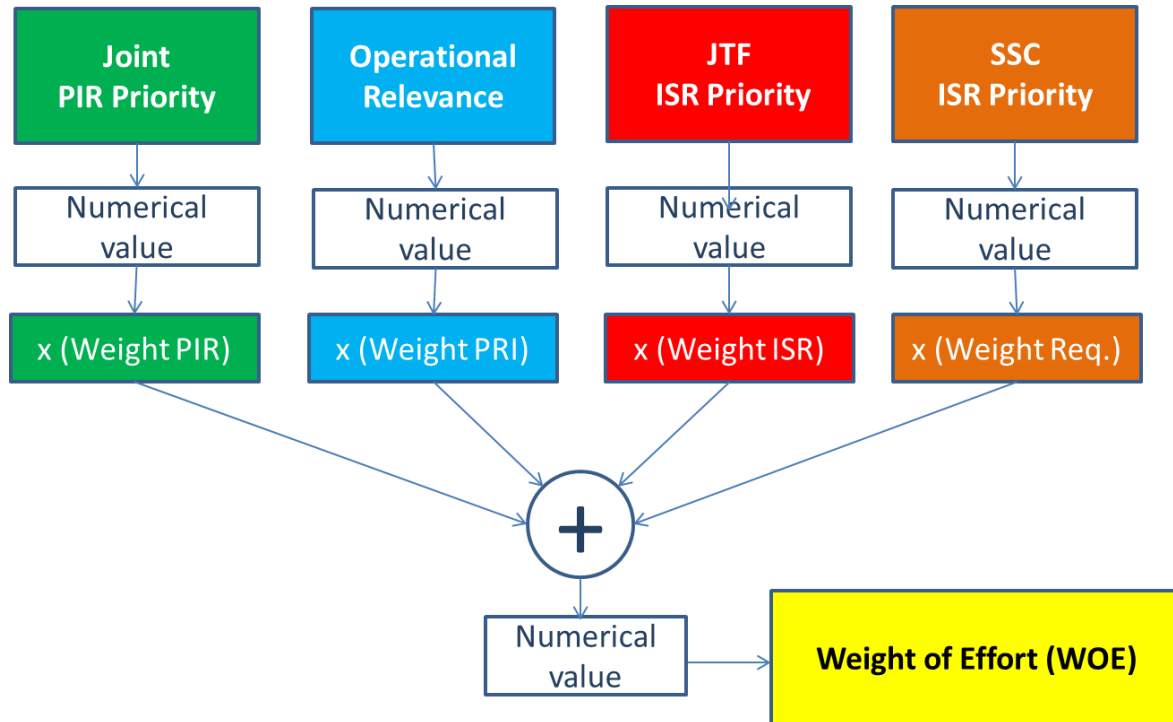 Joint
PIR Priority
Operational
Relevance
JTF
ISR Priority
SSC
ISR Priority
Numerical
value
Numerical
value
Numerical
value
Numerical
value
x (Weight PIR)
x (Weight PRI)
x (Weight ISR)
x (Weight Req.)
+
Numerical
value
Weight of Effort (WOE)